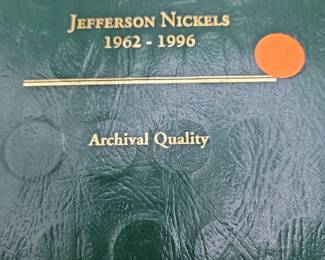 JEFFERSON NICKELS
1962 - 1996
Archival Quality